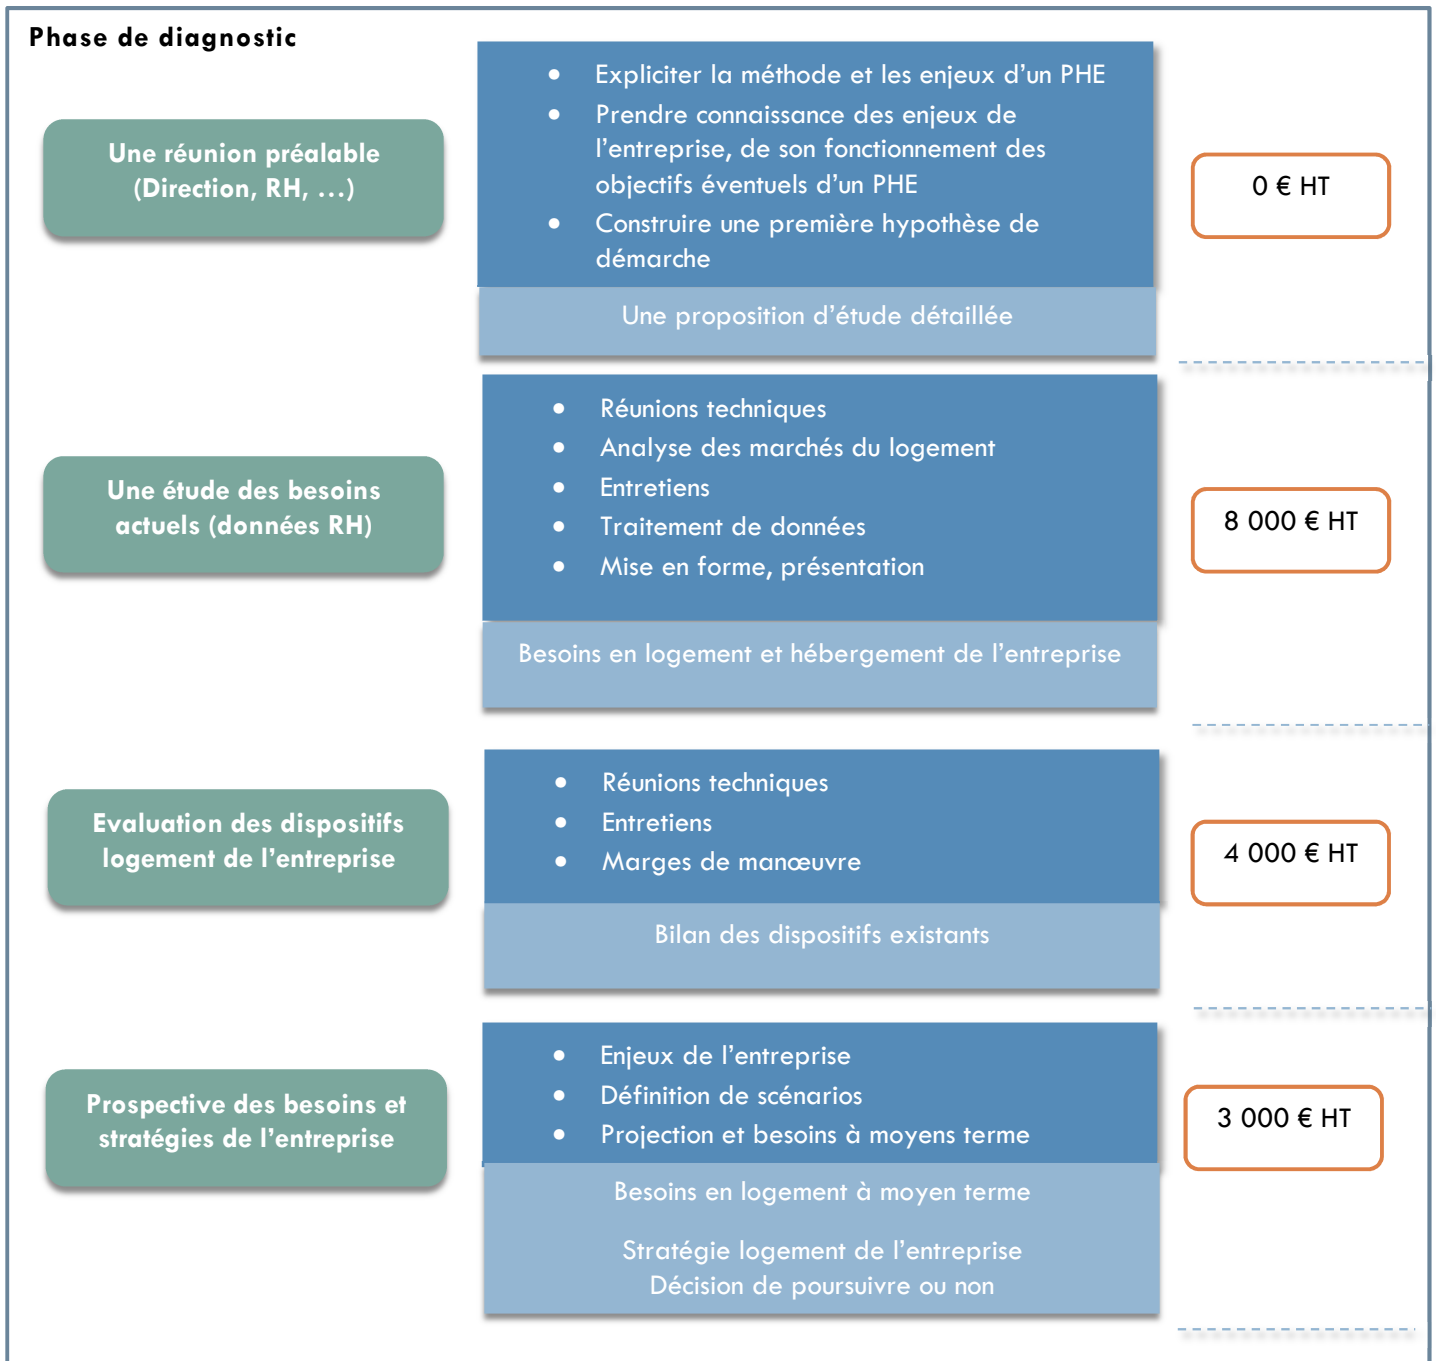 Phase de diagnostic
Une réunion préalable
(Direction, RH, …)
• Expliciter la méthode et les enjeux d'un PHE
• Prendre connaissance des enjeux de
l'entreprise, de son fonctionnement des
objectifs éventuels d'un PHE
• Construire une première hypothèse de
démarche
Une proposition d'étude détaillée
0 € HT
Une étude des besoins
actuels (données RH)
• Réunions techniques
• Analyse des marchés du logement
• Entretiens
• Traitement de données
• Mise en forme, présentation
Besoins en logement et hébergement de l'entreprise
8 000 € HT
Evaluation des dispositifs
logement de l'entreprise
• Réunions techniques
• Entretiens
• Marges de manœuvre
Bilan des dispositifs existants
4 000 € HT
Prospective des besoins et
stratégies de l'entreprise
• Enjeux de l'entreprise
• Définition de scénarios
• Projection et besoins à moyens terme
Besoins en logement à moyen terme
Stratégie logement de l'entreprise
Décision de poursuivre ou non
3 000 € HT